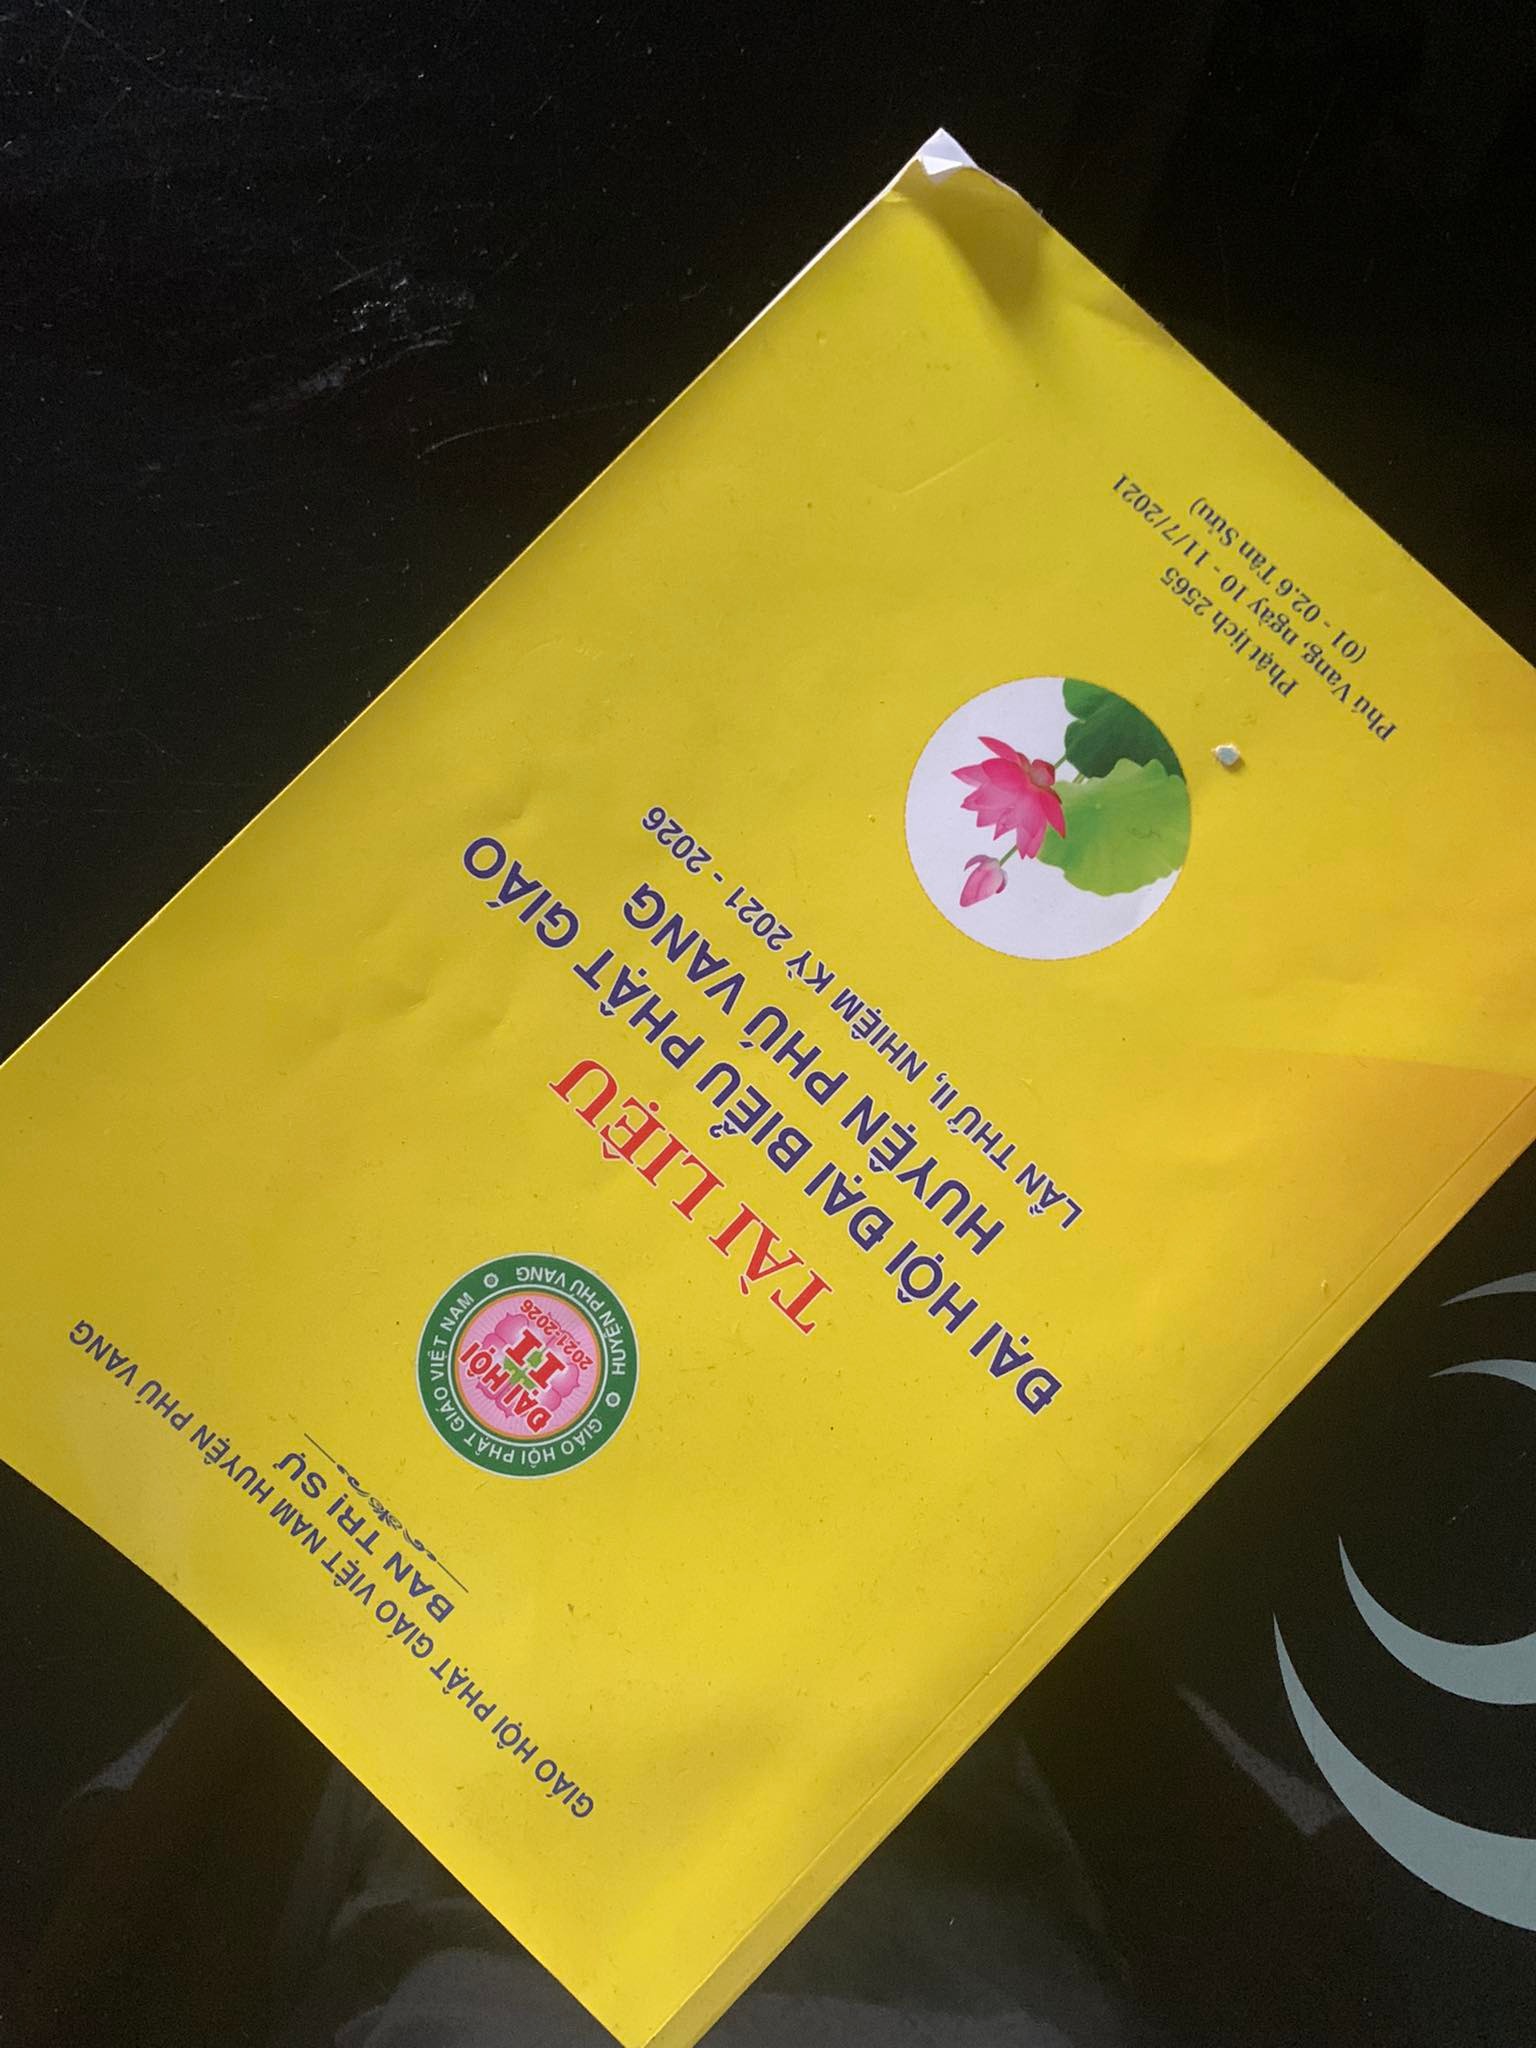 GIÁO HỘI PHẬT GIÁO VIỆT NAM HUYỆN PHÚ VANG
BAN TRỊ SỰ
GIÁO HỘI PHẬT GIÁO VIỆT NAM
ĐẠI HỘI
II
2021-2026
HUYỆN PHÚ VANG
TÀI LIỆU
ĐẠI HỘI ĐẠI BIỂU PHẬT GIÁO
HUYỆN PHÚ VANG
LẦN THỨ II, NHIỆM KỲ 2021 - 2026
Phật lịch 2565
Phú Vang, ngày 10 - 11/7/2021
(01 - 02.6 Tân Sửu)